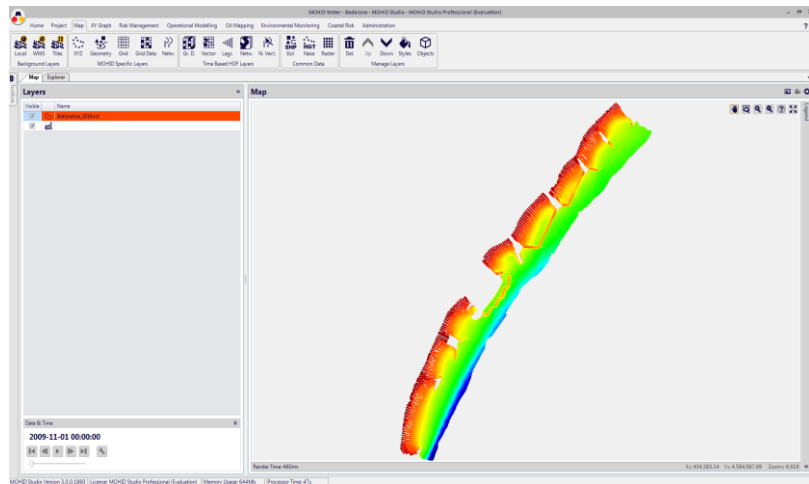 MOHID Water - Badalona - MOHID Studio - MOHID Studio Professional (Evaluation)
Home Project Map XY Graph Risk Management Operational Modelling Oil Mapping Environmental Monitoring Coastal Risk Administration
Local WMS Tiles XYZ Geometry Grid Grid Data Netw. Gr. D. Vector Lagr. Netw. N. Vect. Esri Nasa Raster Del. Up Down Styles Objects
Background Layers MOHID Specific Layers Time Based HDF Layers Common Data Manage Layers
Map Explorer
Layers
Map
Legend
Visible Name
Date & Time
2009-11-01 00:00:00
Render Time: 460ms
MOHID Studio Version 3.0.0.1860 License: MOHID Studio Professional (Evaluation) Memory Usage: 644Mb Processor Time: 47s